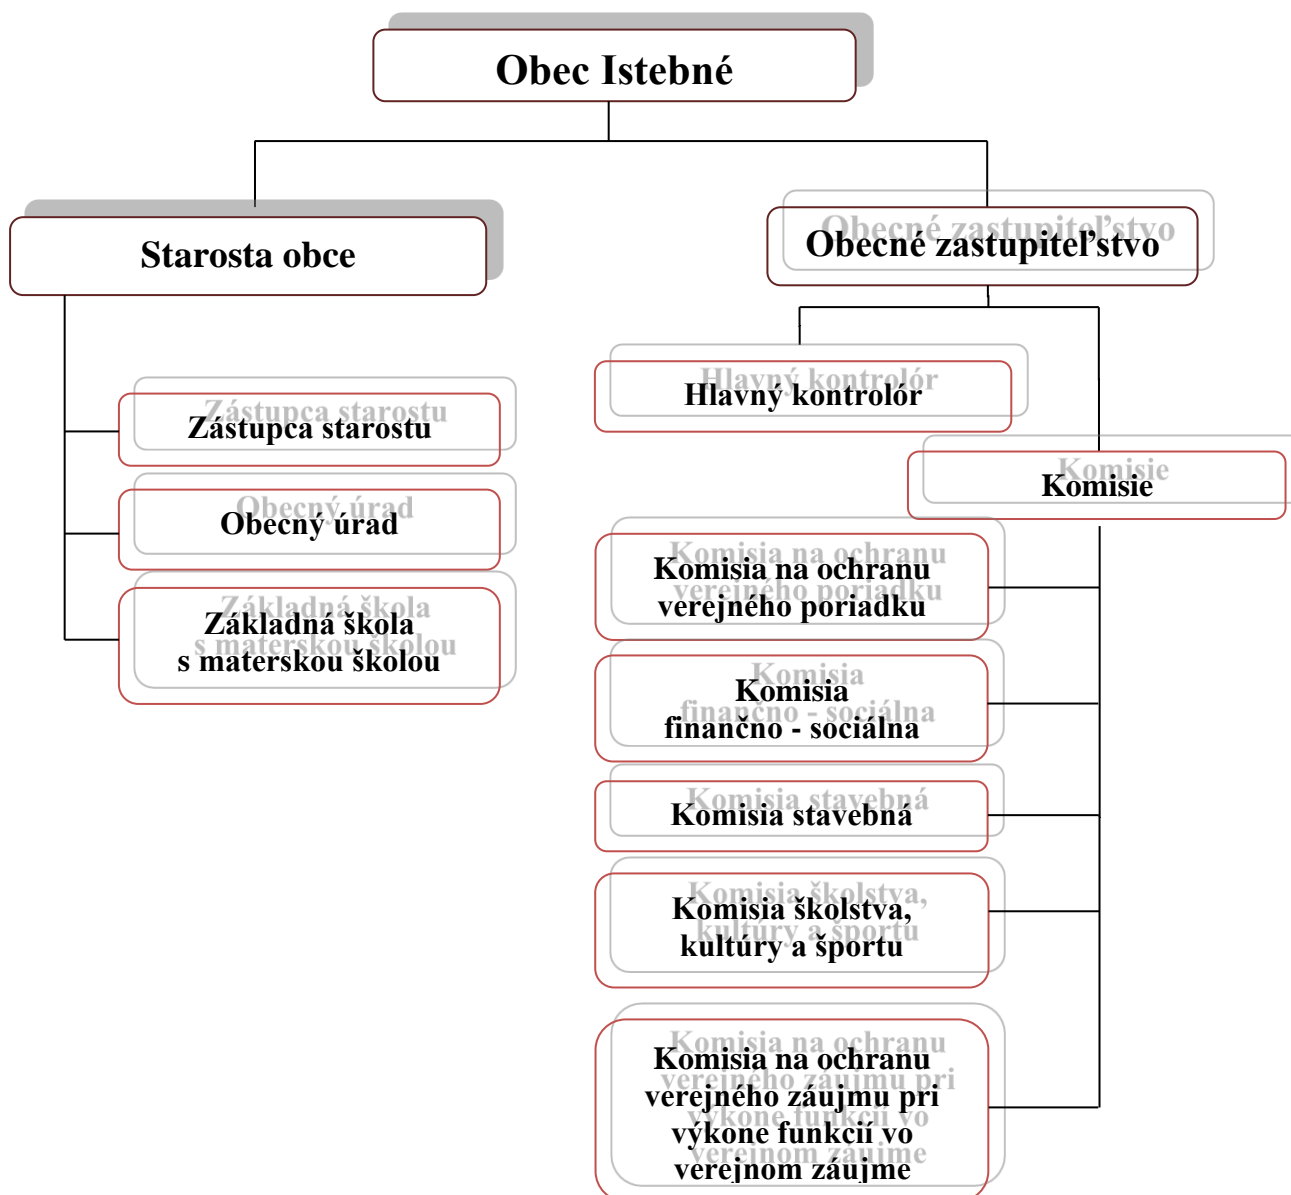 Obec Istebné
Starosta obce
Obecné zastupiteľstvo
Hlavný kontrolór
Zástupca starostu
Komisie
Obecný úrad
Komisia na ochranu
verejného poriadku
Základná škola
s materskou školou
Komisia
finančno - sociálna
Komisia stavebná
Komisia školstva,
kultúry a športu
Komisia na ochranu
verejného záujmu pri
výkone funkcií vo
verejnom záujme